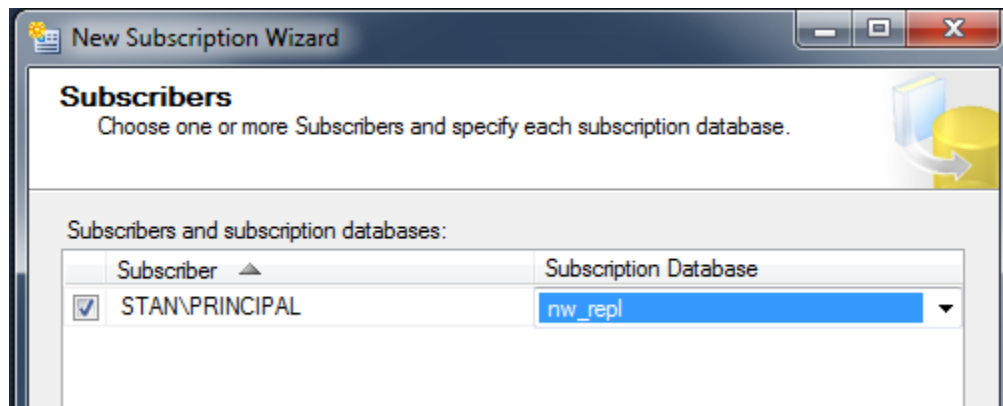 New Subscription Wizard
Subscribers
Choose one or more Subscribers and specify each subscription database.
Subscribers and subscription databases:
Subscriber Subscription Database
STAN\PRINCIPAL nw_repl